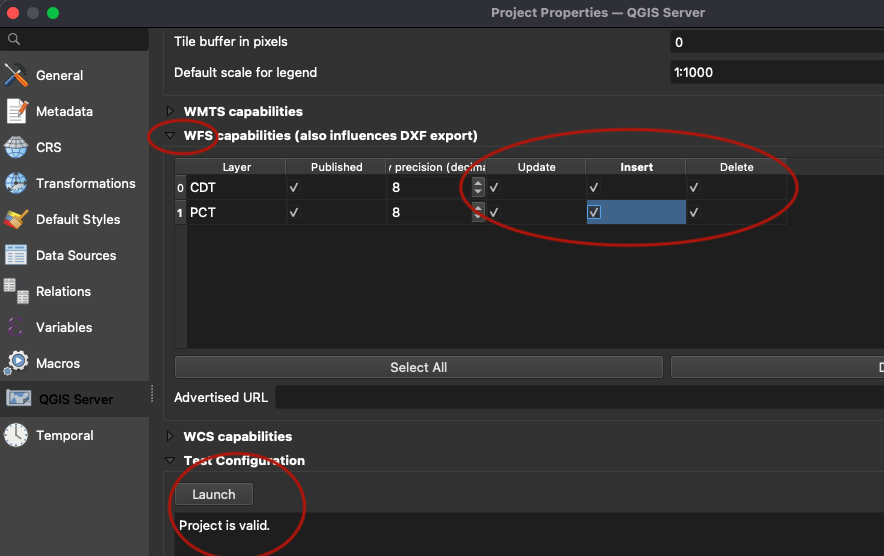 Project Properties — QGIS Server
General
Metadata
CRS
Transformations
Default Styles
Data Sources
Relations
Variables
Macros
QGIS Server
Temporal
Tile buffer in pixels 0
Default scale for legend 1:1000
WMTS capabilities
WFS capabilities (also influences DXF export)
Layer Published precision Update Insert Delete
0 CDT 8
1 PCT 8
Select All
Advertised URL
WCS capabilities
Test Configuration
Launch
Project is valid.